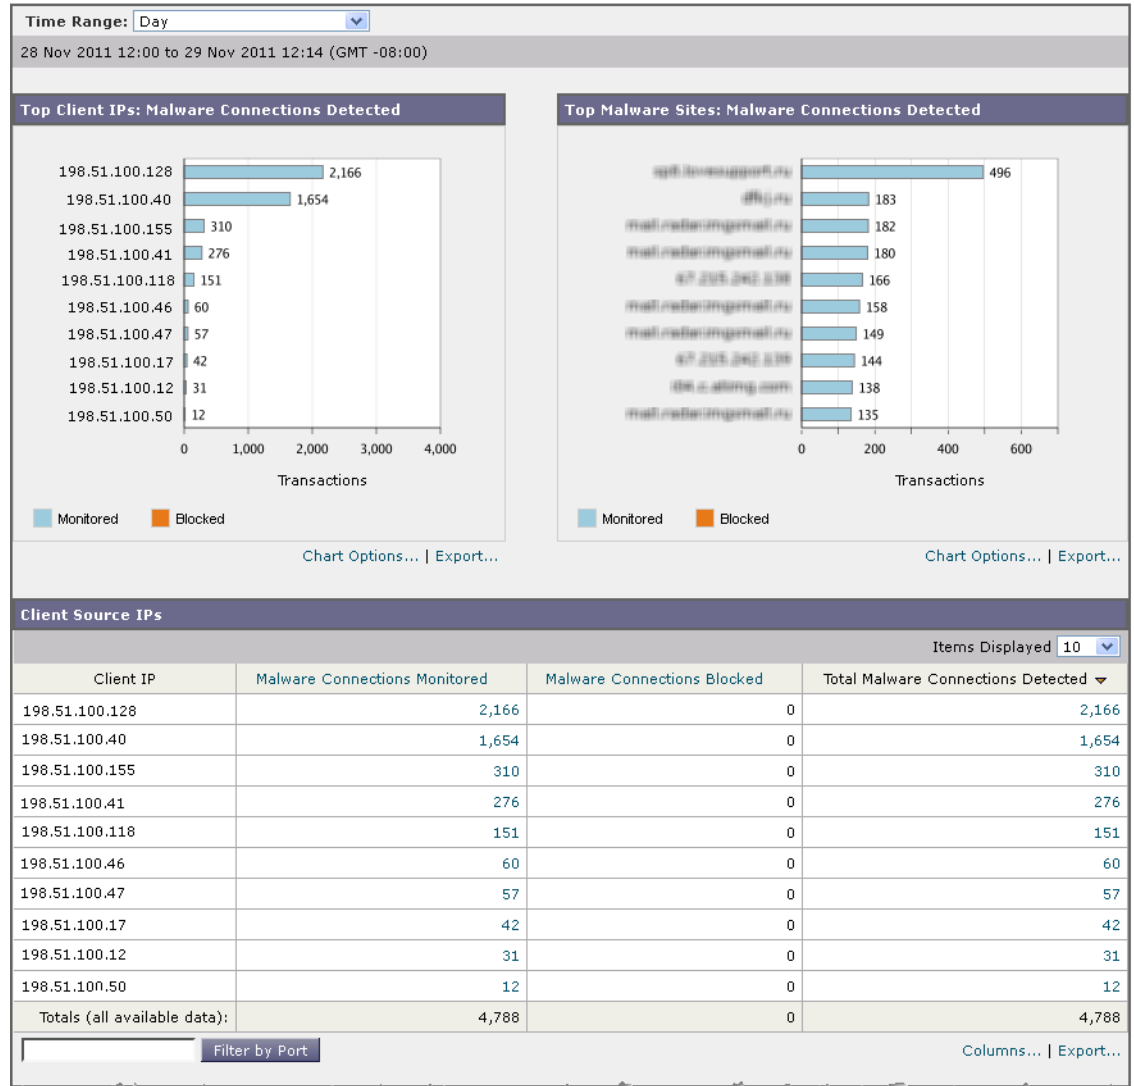 Time Range: Day
28 Nov 2011 12:00 to 29 Nov 2011 12:14 (GMT -08:00)
Top Client IPs: Malware Connections Detected
198.51.100.128 2,166
198.51.100.40 1,654
198.51.100.155 310
198.51.100.41 276
198.51.100.118 151
198.51.100.46 60
198.51.100.47 57
198.51.100.17 42
198.51.100.12 31
198.51.100.50 12
0 1,000 2,000 3,000 4,000
Transactions
Monitored Blocked
Chart Options... | Export...
Top Malware Sites: Malware Connections Detected
496
183
182
180
166
158
149
144
138
135
0 200 400 600
Transactions
Monitored Blocked
Chart Options... | Export...
Client Source IPs
Items Displayed 10
Client IP Malware Connections Monitored Malware Connections Blocked Total Malware Connections Detected
198.51.100.128 2,166 0 2,166
198.51.100.40 1,654 0 1,654
198.51.100.155 310 0 310
198.51.100.41 276 0 276
198.51.100.118 151 0 151
198.51.100.46 60 0 60
198.51.100.47 57 0 57
198.51.100.17 42 0 42
198.51.100.12 31 0 31
198.51.100.50 12 0 12
Totals (all available data): 4,788 0 4,788
Filter by Port
Columns... | Export...